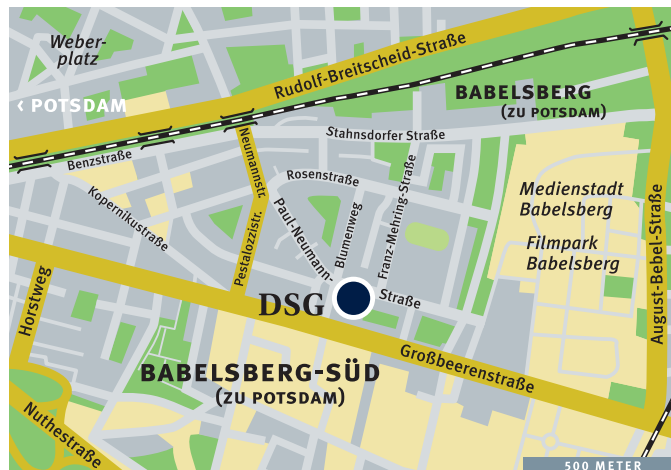 Weber-
platz
Rudolf-Breitscheid-Straße
‹ POTSDAM
BABELSBERG
(ZU POTSDAM)
Stahnsdorfer Straße
Benzstraße
Neumannstr.
Rosenstraße
Kopernikusstraße
Paul-Neumann-
Straße
Blumenweg
Franz-Mehring-Straße
Medienstadt
Babelsberg
Filmpark
Babelsberg
August-Bebel-Straße
Pestalozzistr.
Horstweg
DSG
Großbeerenstraße
BABELSBERG-SÜD
(ZU POTSDAM)
Nuthestraße
500 METER